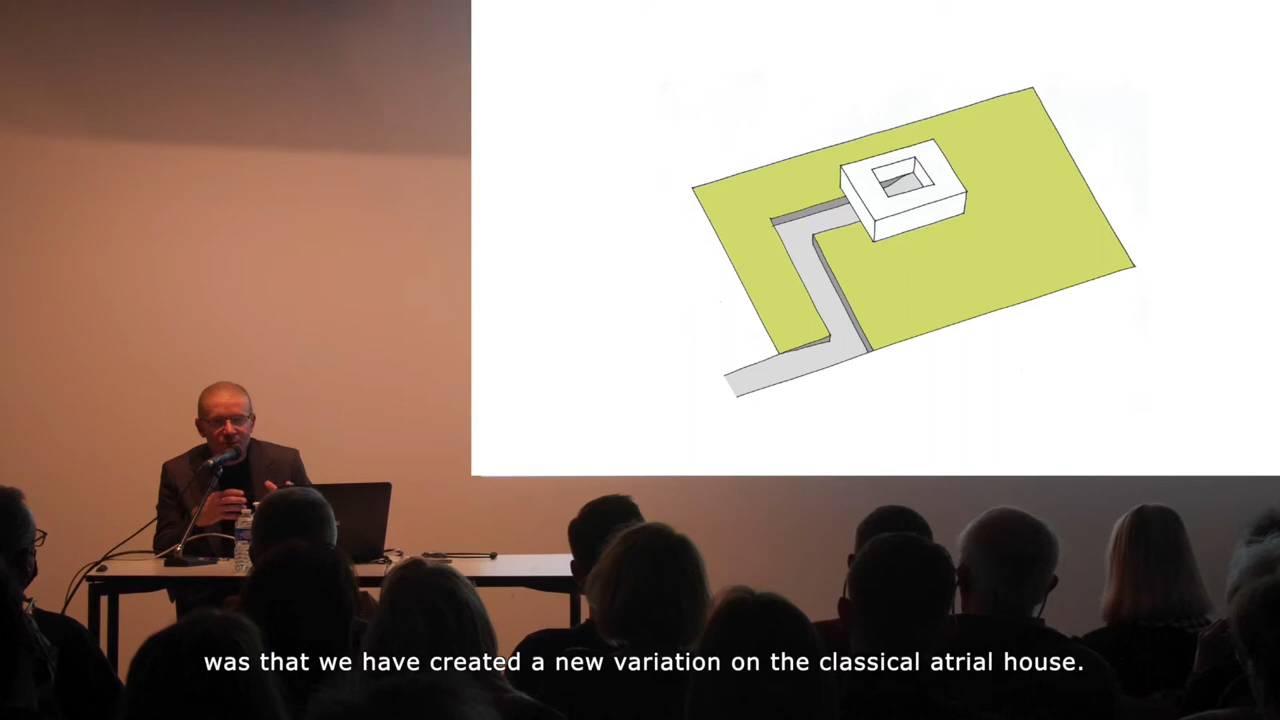 was that we have created a new variation on the classical atrial house.